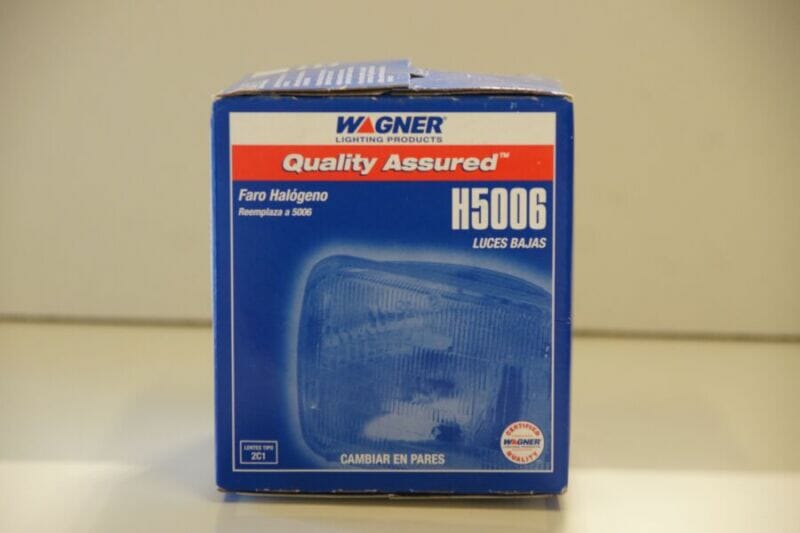 WAGNER®
LIGHTING PRODUCTS
Quality Assured™
Faro Halógeno
Reemplaza a 5006
H5006
LUCES BAJAS
LENTES TIPO
2C1
CAMBIAR EN PARES
CERTIFIED
WAGNER
QUALITY